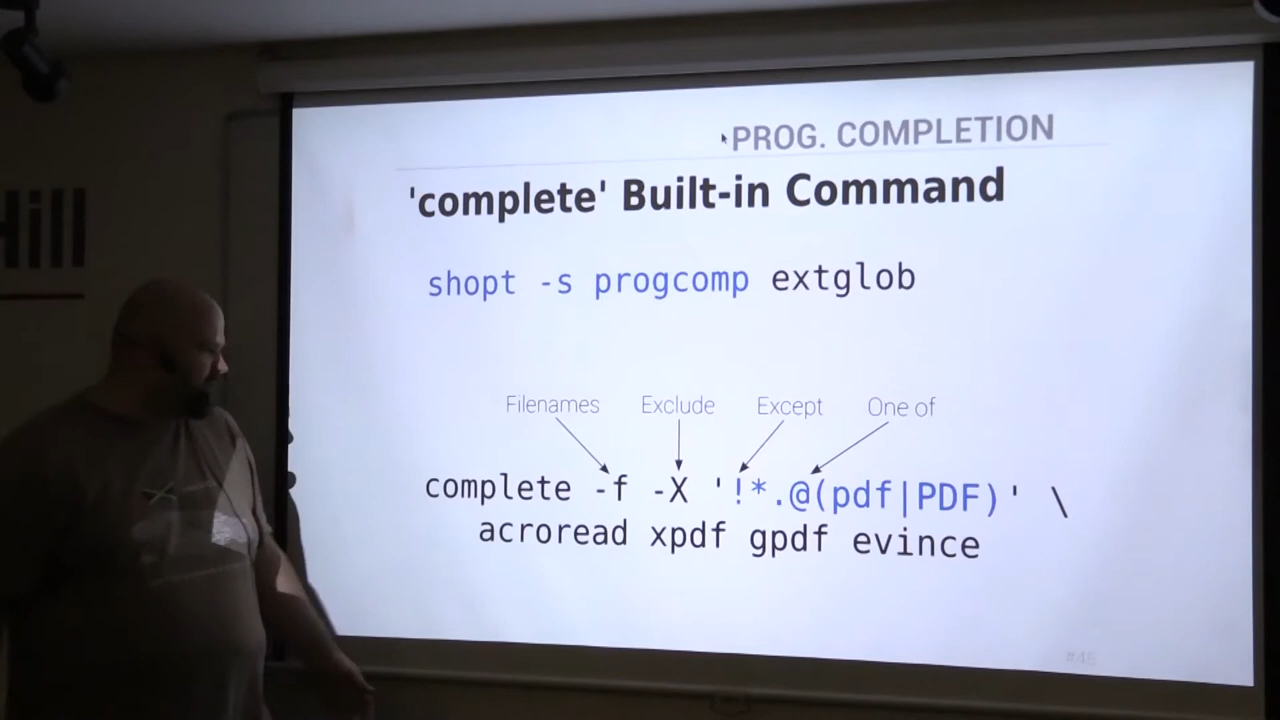 PROG. COMPLETION
'complete' Built-in Command
shopt -s progcomp extglob
Filenames Exclude Except One of
complete -f -X '!*.@(pdf|PDF)' \
acroread xpdf gpdf evince
Hill